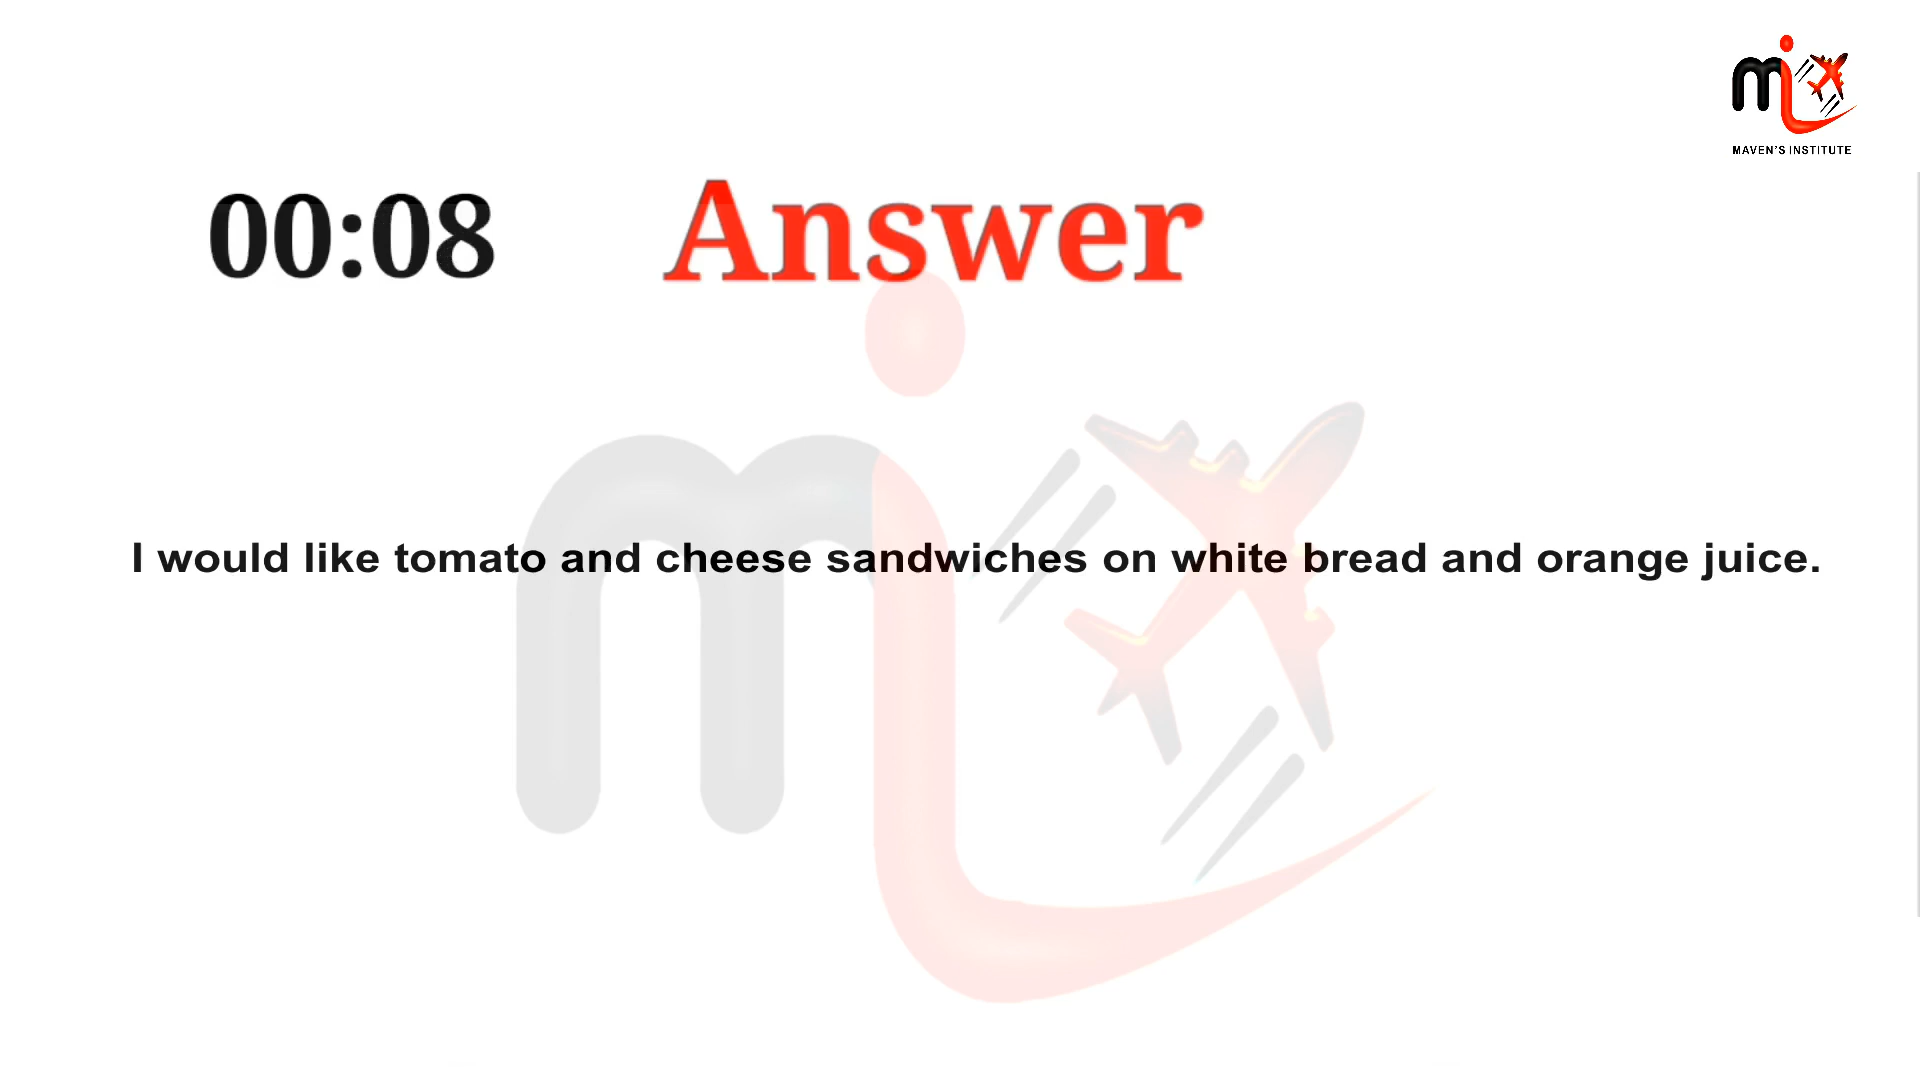 MAVEN'S INSTITUTE
00:08 Answer
I would like tomato and cheese sandwiches on white bread and orange juice.